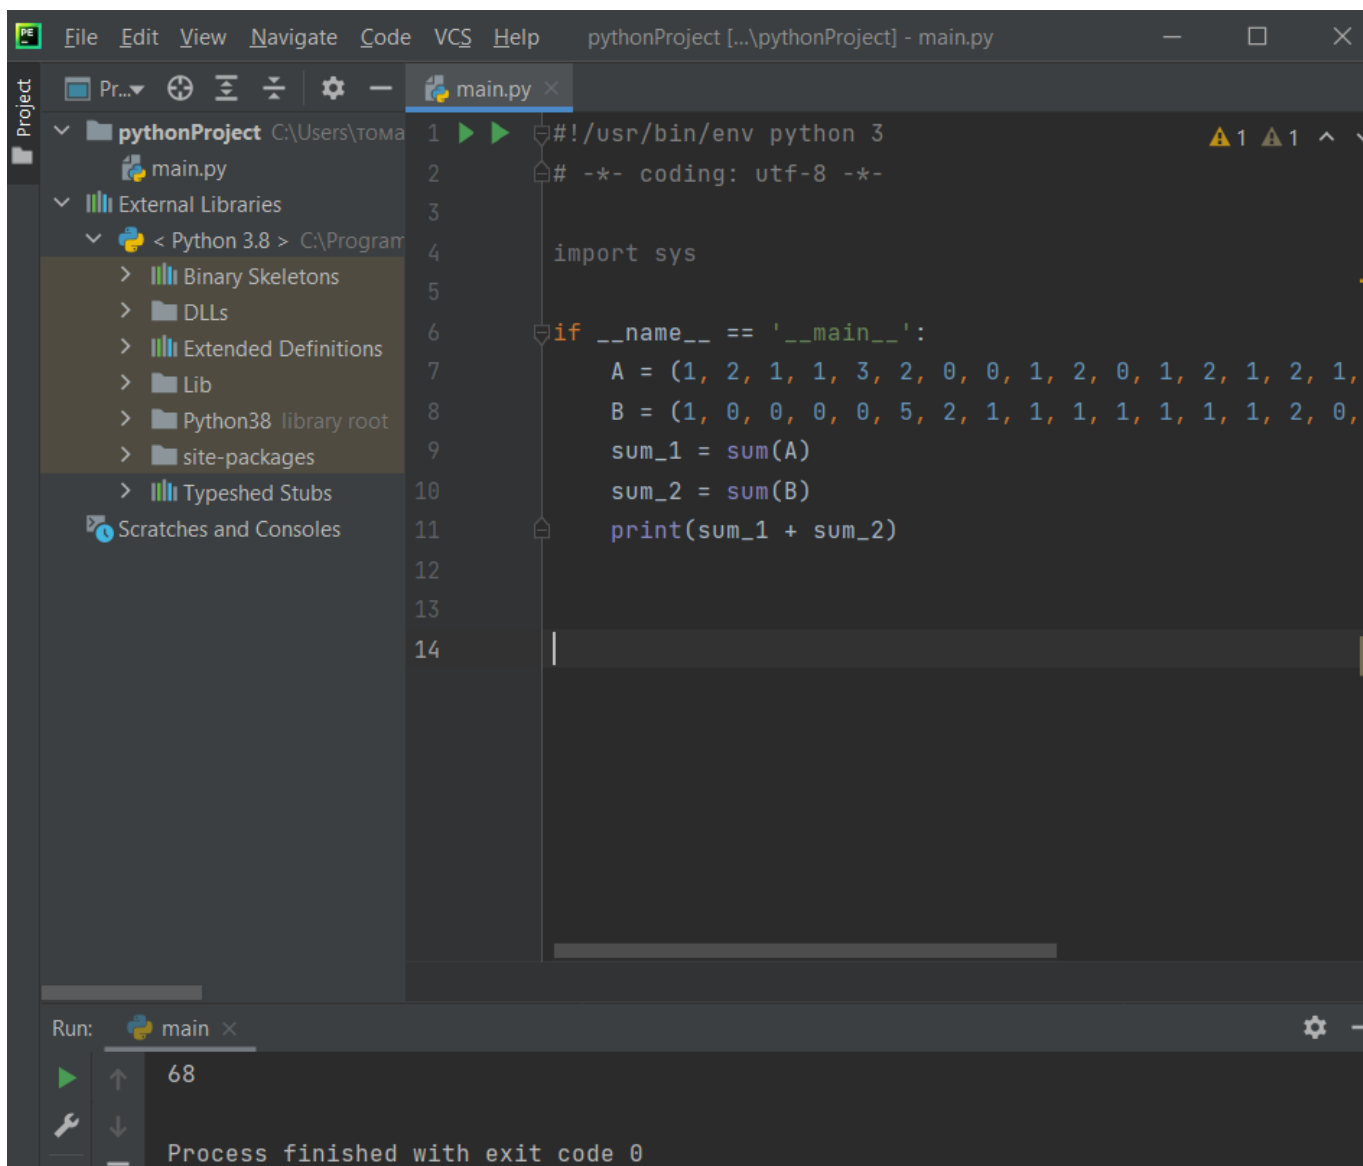 PE File Edit View Navigate Code VCS Help pythonProject [...\pythonProject] - main.py
Project
Pr... main.py
pythonProject C:\Users\тома
main.py
External Libraries
< Python 3.8 > C:\Program
Binary Skeletons
DLLs
Extended Definitions
Lib
Python38 library root
site-packages
Typeshed Stubs
Scratches and Consoles
1 #!/usr/bin/env python 3 1 1
2 # -*- coding: utf-8 -*-
3
4 import sys
5
6 if __name__ == '__main__':
7 A = (1, 2, 1, 1, 3, 2, 0, 0, 1, 2, 0, 1, 2, 1, 2, 1,
8 B = (1, 0, 0, 0, 0, 5, 2, 1, 1, 1, 1, 1, 1, 1, 2, 0,
9 sum_1 = sum(A)
10 sum_2 = sum(B)
11 print(sum_1 + sum_2)
12
13
14
Run: main
68
Process finished with exit code 0